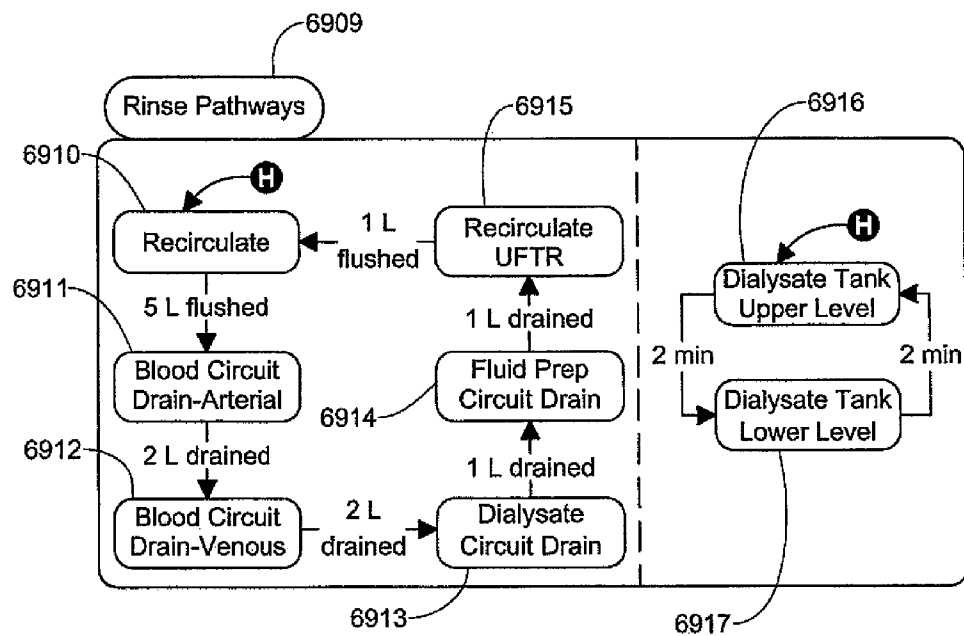 6909
Rinse Pathways
6915
6916
6910
H
H
Recirculate
1 L
flushed
Recirculate
UFTR
Dialysate Tank
Upper Level
6911
5 L flushed
1 L drained
2 min
2 min
Blood Circuit
Drain-Arterial
6914
Fluid Prep
Circuit Drain
Dialysate Tank
Lower Level
6912
2 L drained
1 L drained
Blood Circuit
Drain-Venous
2 L
drained
Dialysate
Circuit Drain
6913
6917